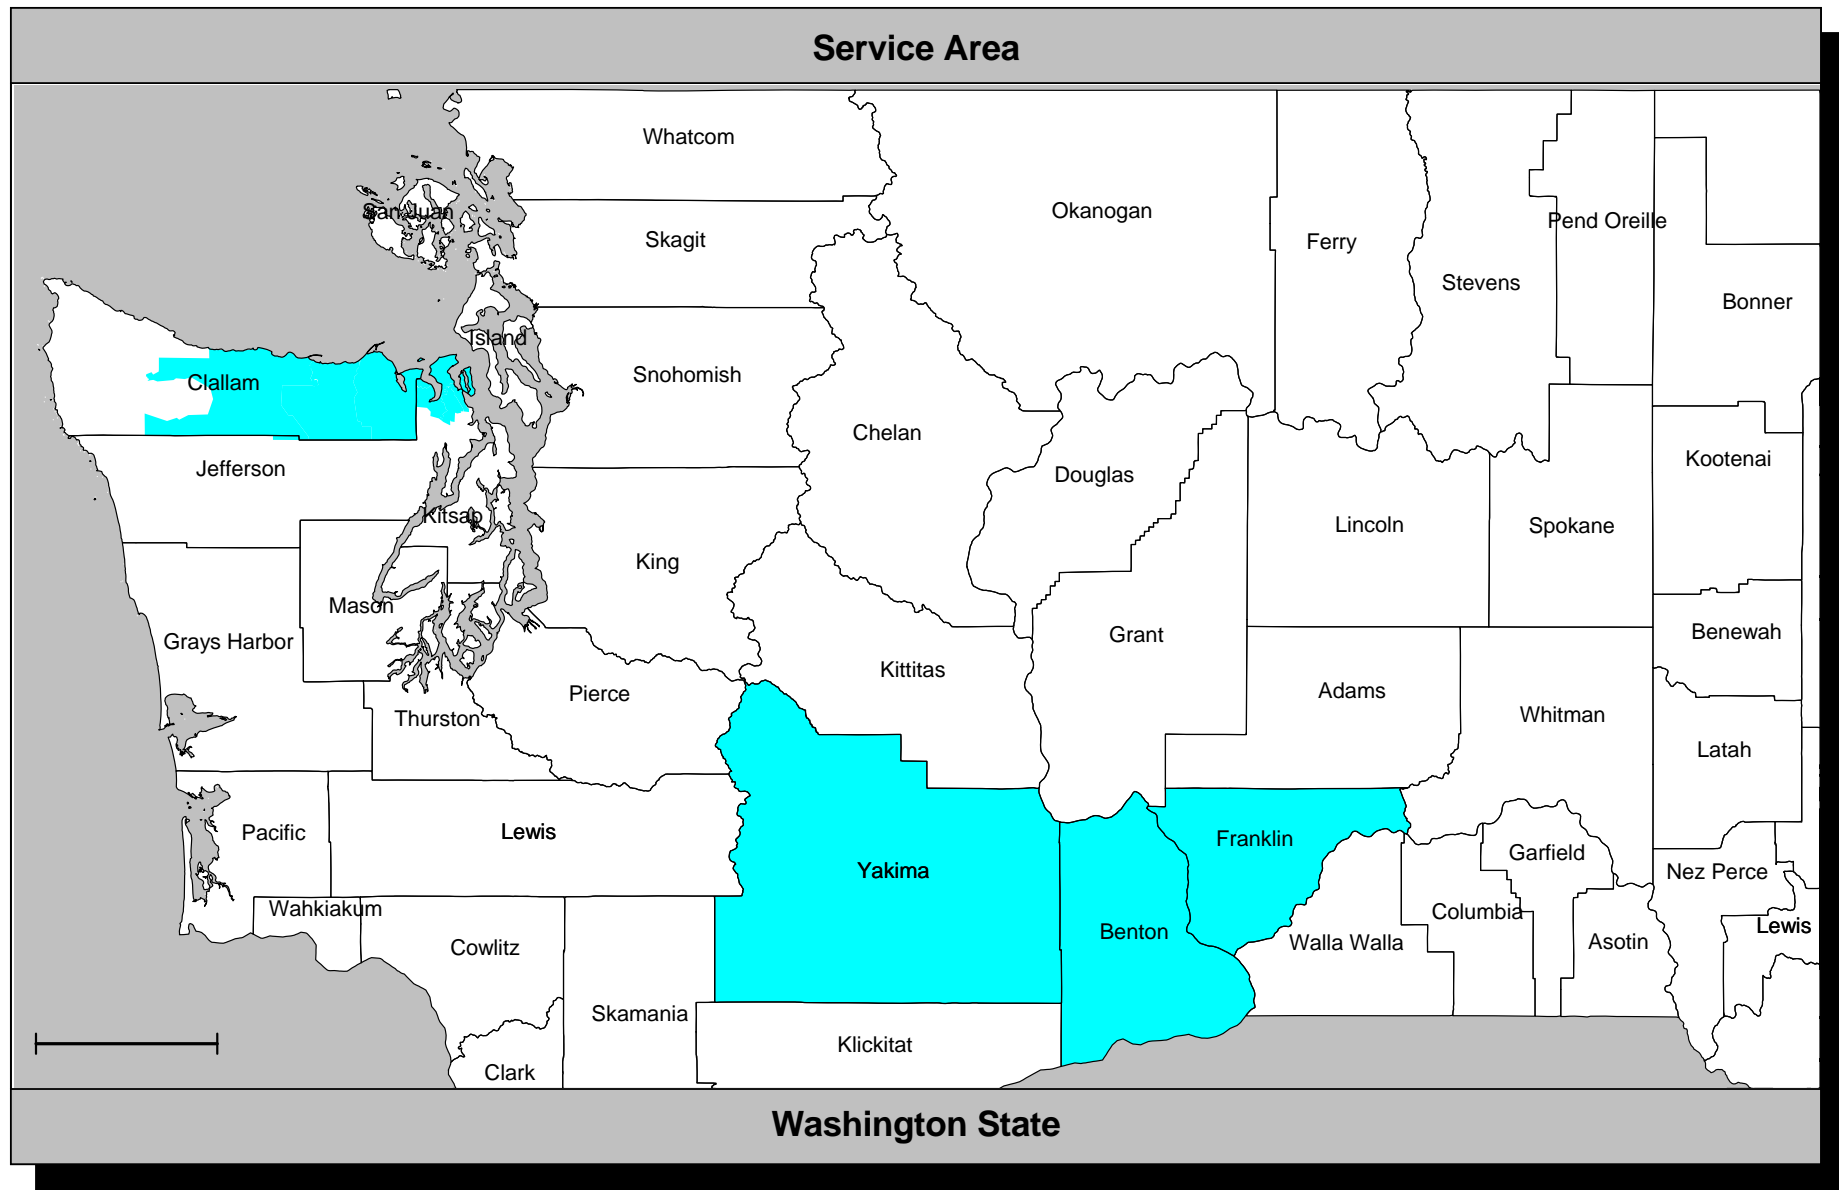 Service Area
Whatcom
San Juan
Skagit
Okanogan
Ferry
Pend Oreille
Stevens
Bonner
Island
Clallam
Snohomish
Chelan
Jefferson
Douglas
Kootenai
Kitsap
Lincoln
Spokane
King
Mason
Grays Harbor
Grant
Benewah
Kittitas
Pierce
Adams
Thurston
Whitman
Latah
Pacific
Lewis
Franklin
Garfield
Yakima
Nez Perce
Wahkiakum
Columbia
Lewis
Benton
Walla Walla
Asotin
Cowlitz
Skamania
Klickitat
Clark
Washington State